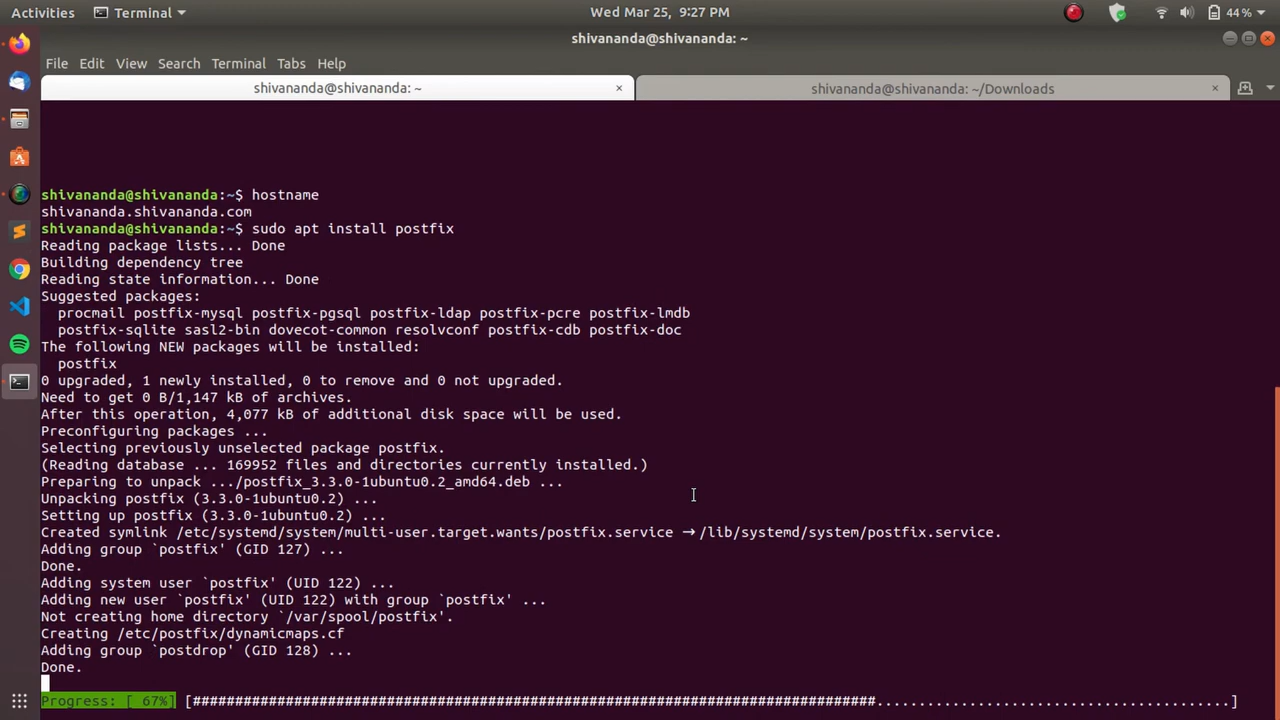 Activities Terminal Wed Mar 25, 9:27 PM 44%
shivananda@shivananda: ~
File Edit View Search Terminal Tabs Help
shivananda@shivananda: ~ × shivananda@shivananda: ~/Downloads ×
shivananda@shivananda:~$ hostname
shivananda.shivananda.com
shivananda@shivananda:~$ sudo apt install postfix
Reading package lists... Done
Building dependency tree
Reading state information... Done
Suggested packages:
procmail postfix-mysql postfix-pgsql postfix-ldap postfix-pcre postfix-lmdb
postfix-sqlite sasl2-bin dovecot-common resolvconf postfix-cdb postfix-doc
The following NEW packages will be installed:
postfix
0 upgraded, 1 newly installed, 0 to remove and 0 not upgraded.
Need to get 0 B/1,147 kB of archives.
After this operation, 4,077 kB of additional disk space will be used.
Preconfiguring packages ...
Selecting previously unselected package postfix.
(Reading database ... 169952 files and directories currently installed.)
Preparing to unpack .../postfix_3.3.0-1ubuntu0.2_amd64.deb ...
Unpacking postfix (3.3.0-1ubuntu0.2) ...
Setting up postfix (3.3.0-1ubuntu0.2) ...
Created symlink /etc/systemd/system/multi-user.target.wants/postfix.service → /lib/systemd/system/postfix.service.
Adding group `postfix' (GID 127) ...
Done.
Adding system user `postfix' (UID 122) ...
Adding new user `postfix' (UID 122) with group `postfix' ...
Not creating home directory `/var/spool/postfix'.
Creating /etc/postfix/dynamicmaps.cf
Adding group `postdrop' (GID 128) ...
Done.
Progress: [ 67%] [#################################################################################..........................................]